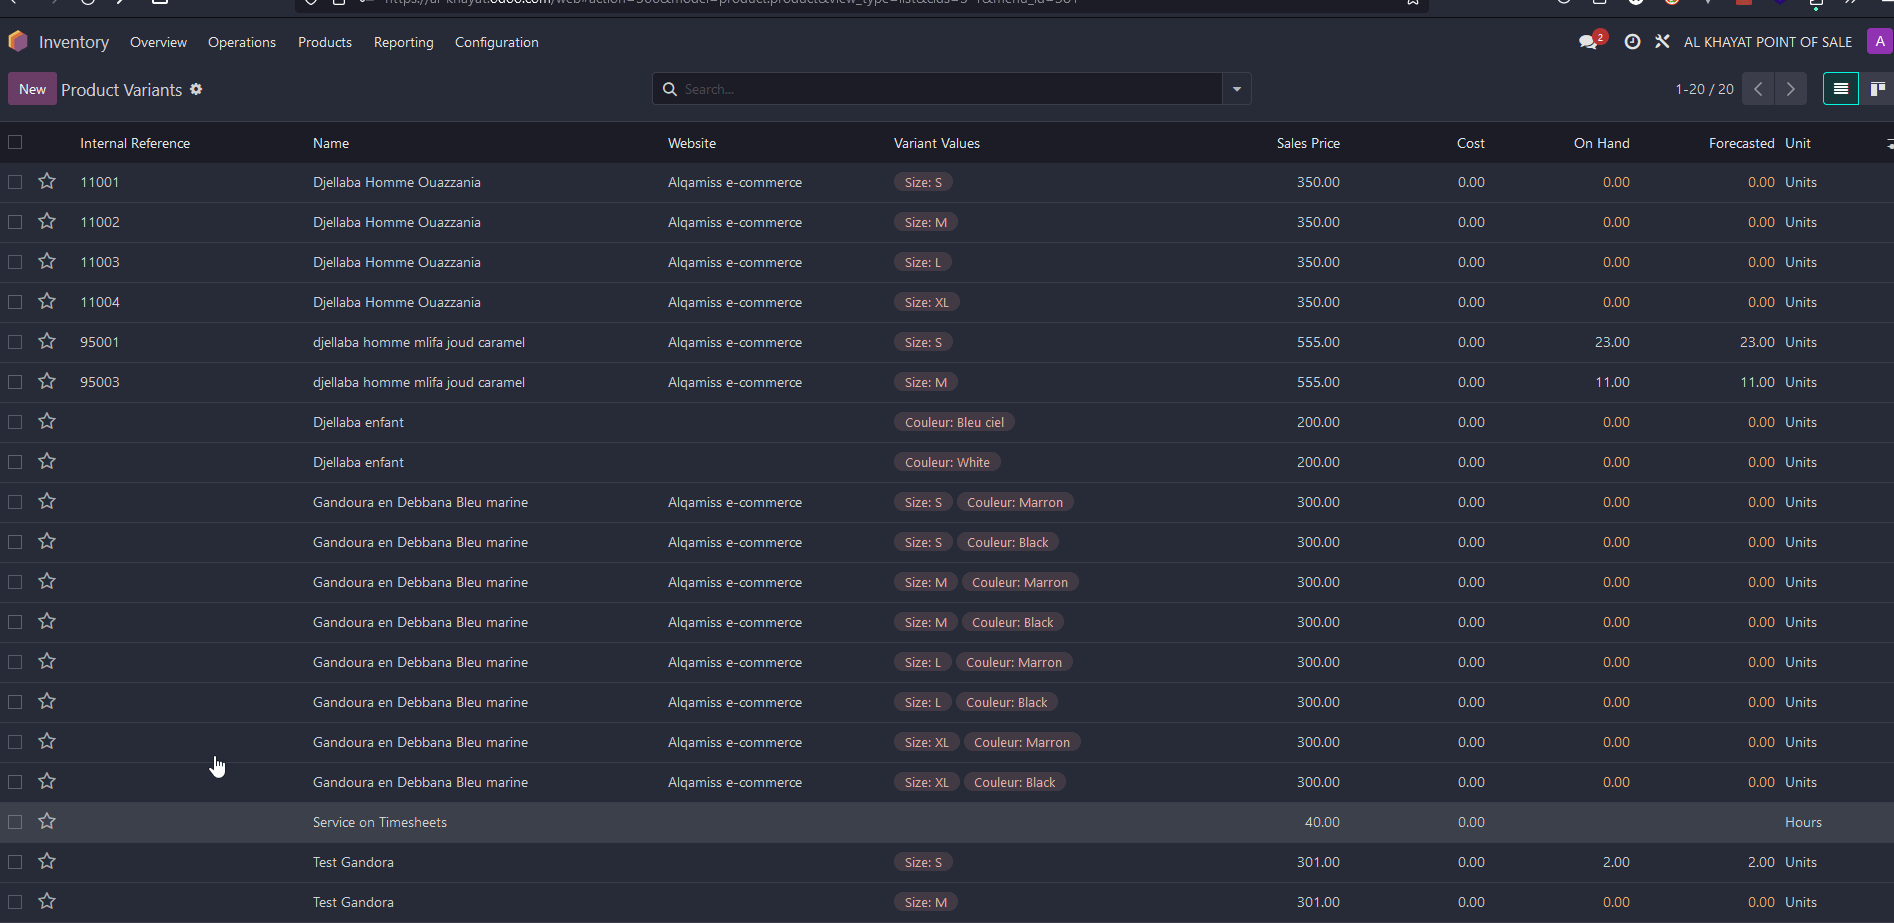 Inventory Overview Operations Products Reporting Configuration 2 AL KHAYAT POINT OF SALE A
New Product Variants Search... 1-20 / 20
Internal Reference Name Website Variant Values Sales Price Cost On Hand Forecasted Unit
11001 Djellaba Homme Ouazzania Alqamiss e-commerce Size: S 350.00 0.00 0.00 0.00 Units
11002 Djellaba Homme Ouazzania Alqamiss e-commerce Size: M 350.00 0.00 0.00 0.00 Units
11003 Djellaba Homme Ouazzania Alqamiss e-commerce Size: L 350.00 0.00 0.00 0.00 Units
11004 Djellaba Homme Ouazzania Alqamiss e-commerce Size: XL 350.00 0.00 0.00 0.00 Units
95001 djellaba homme mlifa joud caramel Alqamiss e-commerce Size: S 555.00 0.00 23.00 23.00 Units
95003 djellaba homme mlifa joud caramel Alqamiss e-commerce Size: M 555.00 0.00 11.00 11.00 Units
Djellaba enfant Couleur: Bleu ciel 200.00 0.00 0.00 0.00 Units
Djellaba enfant Couleur: White 200.00 0.00 0.00 0.00 Units
Gandoura en Debbana Bleu marine Alqamiss e-commerce Size: S Couleur: Marron 300.00 0.00 0.00 0.00 Units
Gandoura en Debbana Bleu marine Alqamiss e-commerce Size: S Couleur: Black 300.00 0.00 0.00 0.00 Units
Gandoura en Debbana Bleu marine Alqamiss e-commerce Size: M Couleur: Marron 300.00 0.00 0.00 0.00 Units
Gandoura en Debbana Bleu marine Alqamiss e-commerce Size: M Couleur: Black 300.00 0.00 0.00 0.00 Units
Gandoura en Debbana Bleu marine Alqamiss e-commerce Size: L Couleur: Marron 300.00 0.00 0.00 0.00 Units
Gandoura en Debbana Bleu marine Alqamiss e-commerce Size: L Couleur: Black 300.00 0.00 0.00 0.00 Units
Gandoura en Debbana Bleu marine Alqamiss e-commerce Size: XL Couleur: Marron 300.00 0.00 0.00 0.00 Units
Gandoura en Debbana Bleu marine Alqamiss e-commerce Size: XL Couleur: Black 300.00 0.00 0.00 0.00 Units
Service on Timesheets 40.00 0.00 Hours
Test Gandora Size: S 301.00 0.00 2.00 2.00 Units
Test Gandora Size: M 301.00 0.00 0.00 0.00 Units